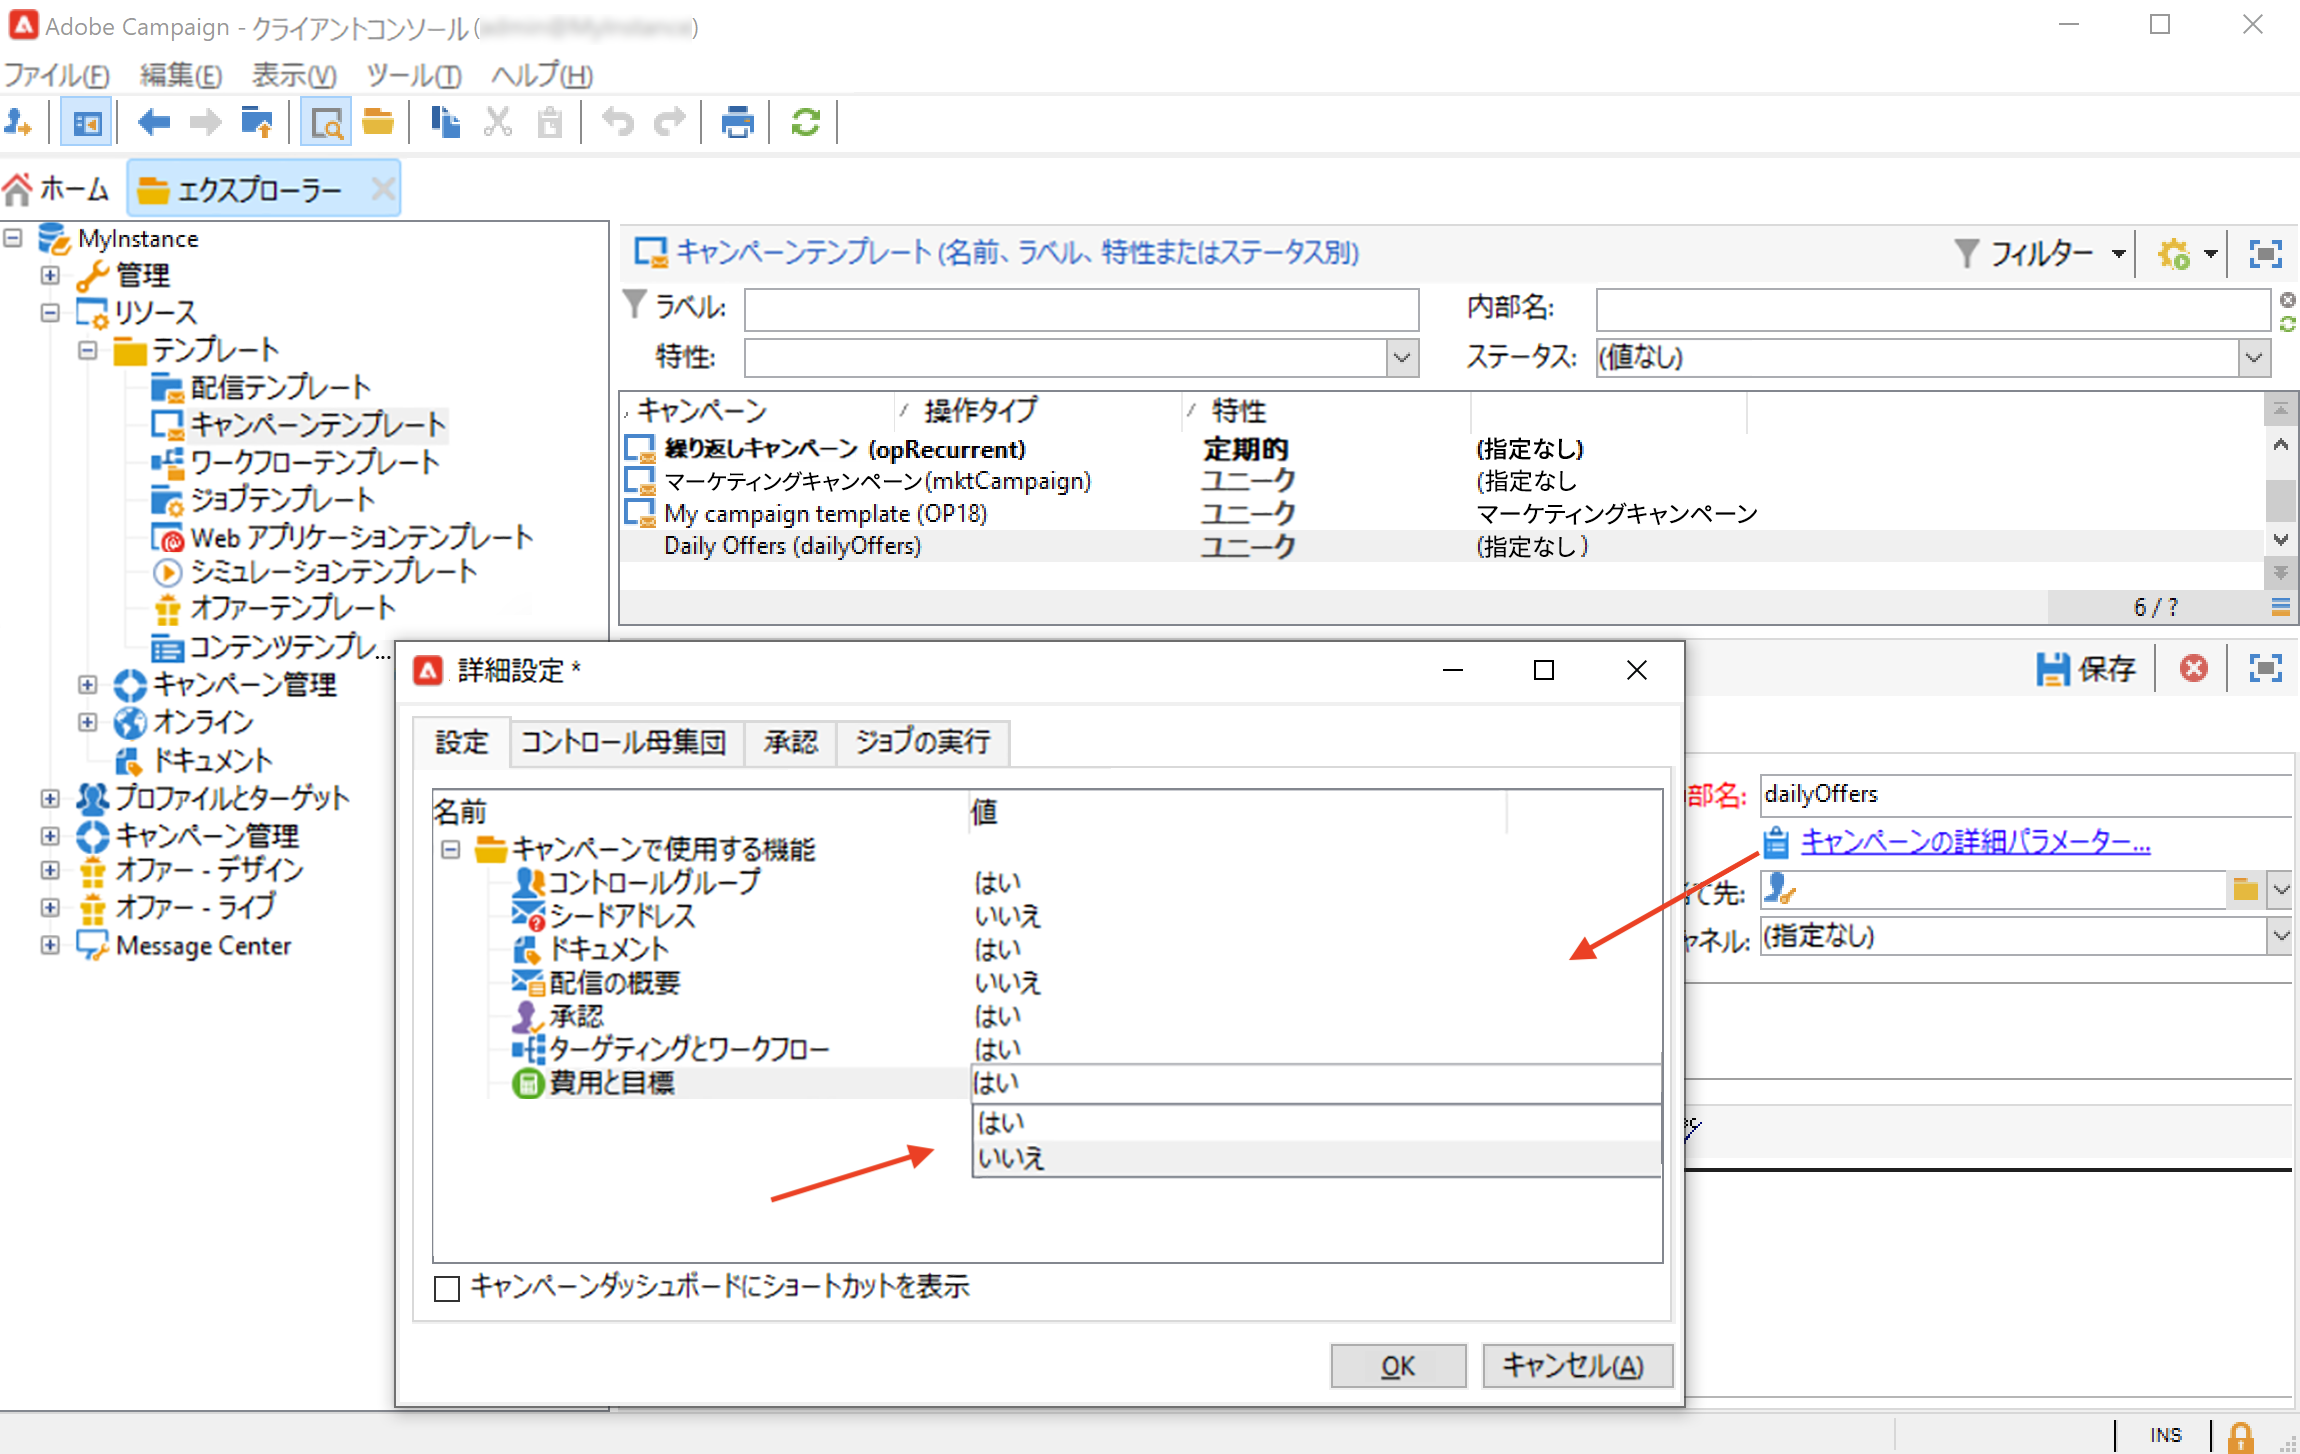 Adobe Campaign - クライアントコンソール (
ファイル(F) 編集(E) 表示(V) ツール(T) ヘルプ(H)
ホーム エクスプローラー
MyInstance
管理
リソース
テンプレート
配信テンプレート
キャンペーンテンプレート
ワークフローテンプレート
ジョブテンプレート
Web アプリケーションテンプレート
シミュレーションテンプレート
オファーテンプレート
コンテンツテンプレ...
キャンペーン管理
オンライン
ドキュメント
プロファイルとターゲット
キャンペーン管理
オファー - デザイン
オファー - ライブ
Message Center
キャンペーンテンプレート (名前、ラベル、特性またはステータス別) フィルター
ラベル: 内部名:
特性: ステータス: (値なし)
キャンペーン 操作タイプ 特性
繰り返しキャンペーン (opRecurrent) 定期的 (指定なし)
マーケティングキャンペーン(mktCampaign) ユニーク (指定なし
My campaign template (OP18) ユニーク マーケティングキャンペーン
Daily Offers (dailyOffers) ユニーク (指定なし)
6 / ?
保存
部名: dailyOffers
キャンペーンの詳細パラメーター...
て先:
ャネル: (指定なし)
詳細設定 *
設定 コントロール母集団 承認 ジョブの実行
名前 値
キャンペーンで使用する機能
コントロールグループ はい
シードアドレス いいえ
ドキュメント はい
配信の概要 いいえ
承認 はい
ターゲティングとワークフロー はい
費用と目標 はい
はい
いいえ
キャンペーンダッシュボードにショートカットを表示
OK キャンセル(A)
INS